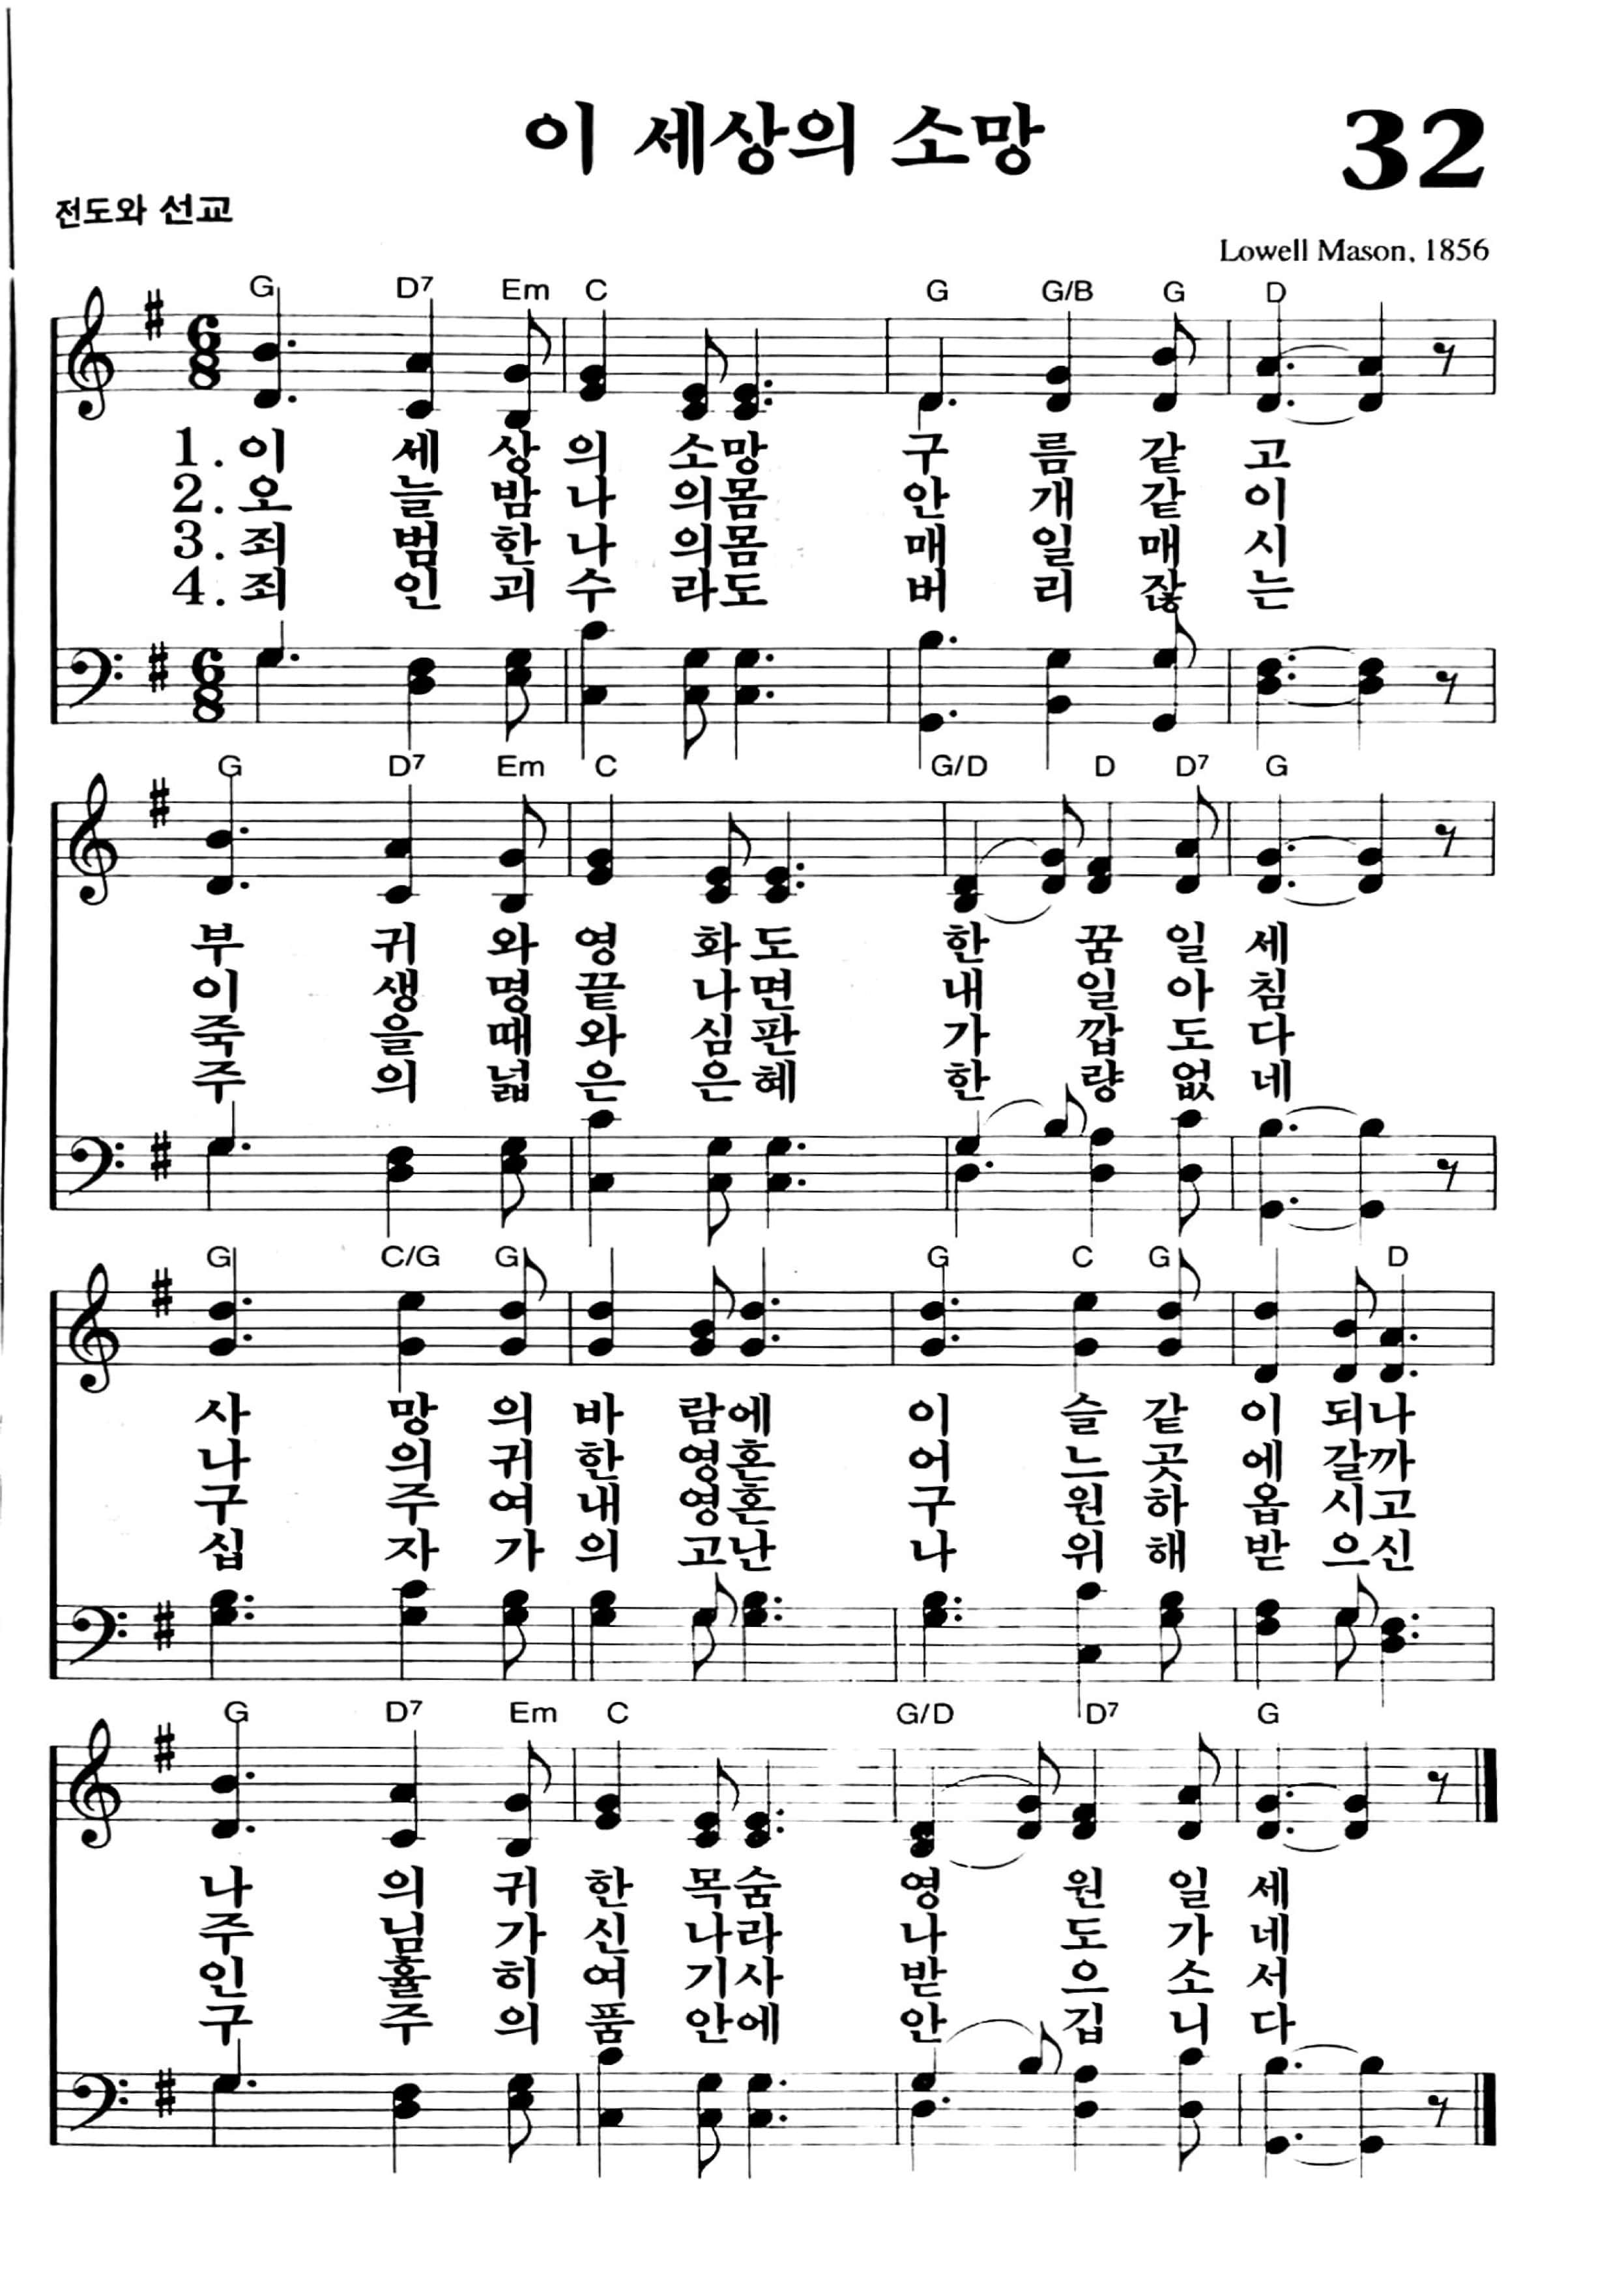 이 세상의 소망
32
전도와 선교
Lowell Mason, 1856
G D7 Em C G G/B G D
1. 이 세 상 의 소 망 구 름 같 고
2. 오 늘 밤 나 의 몸 안 개 같 이
3. 죄 범 한 나 의 몸 매 일 매 시
4. 죄 인 괴 수 라 도 버 리 잖 는
G D7 Em C G/D D D7 G
부 귀 와 영 화 도 한 꿈 일 세
이 생 명 끝 나 면 내 일 아 침
죽 을 때 와 심 판 가 깝 도 다
주 의 넓 은 은 혜 한 량 없 네
G C/G G G C G D
사 망 의 바 람 에 이 슬 같 이 되 나
나 의 귀 한 영 혼 어 느 곳 에 갈 까
구 주 여 내 영 혼 구 원 하 옵 시 고
십 자 가 의 고 난 나 위 해 받 으 신
G D7 Em C G/D D7 G
나 의 귀 한 목 숨 영 원 일 세
주 님 가 신 나 라 나 도 가 네
인 휼 히 여 기 사 받 으 소 서
구 주 의 품 안 에 안 깁 니 다